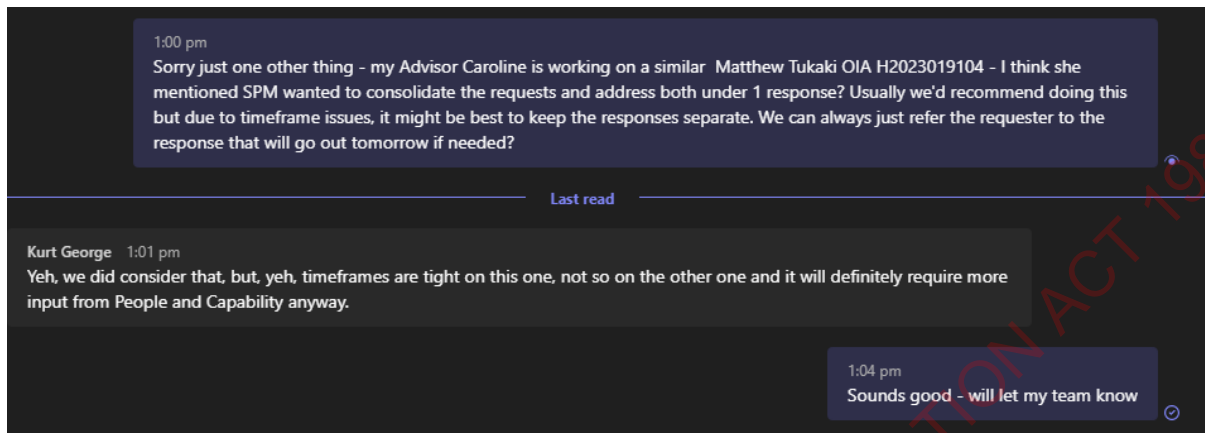 1:00 pm
Sorry just one other thing - my Advisor Caroline is working on a similar  Matthew Tukaki OIA H2023019104 - I think she
mentioned SPM wanted to consolidate the requests and address both under 1 response? Usually we'd recommend doing this
but due to timeframe issues, it might be best to keep the responses separate. We can always just refer the requester to the
response that will go out tomorrow if needed?
Last read
Kurt George 1:01 pm
Yeh, we did consider that, but, yeh, timeframes are tight on this one, not so on the other one and it will definitely require more
input from People and Capability anyway.
1:04 pm
Sounds good - will let my team know
TION ACT 198